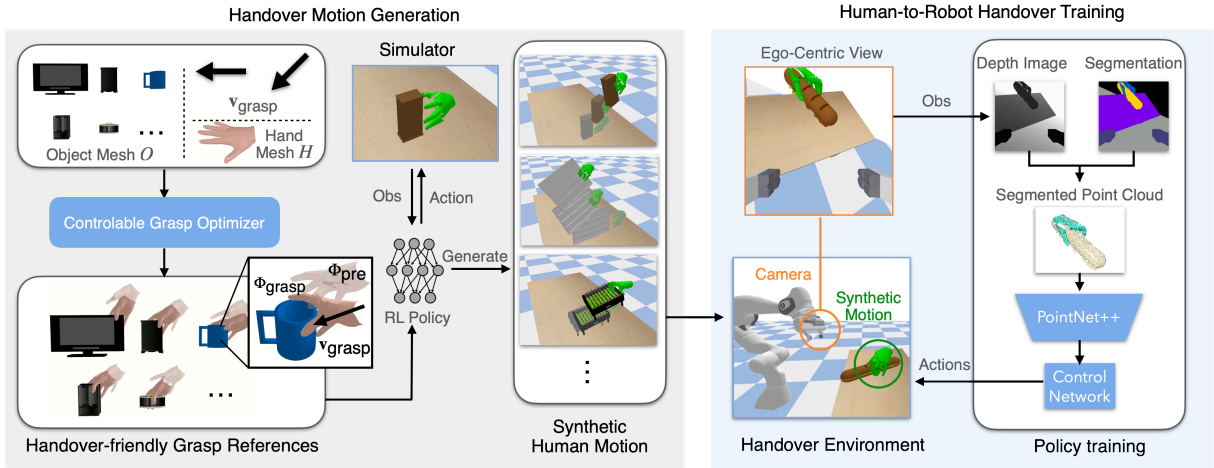 Handover Motion Generation
Human-to-Robot Handover Training
v_grasp
Object Mesh O
Hand
Mesh H
Controlable Grasp Optimizer
Φ_pre
Φ_grasp
v_grasp
...
...
Handover-friendly Grasp References
Simulator
Obs
Action
RL Policy
Generate
Synthetic
Human Motion
Ego-Centric View
Camera
Synthetic
Motion
Handover Environment
Obs
Actions
Depth Image
Segmentation
Segmented Point Cloud
PointNet++
Control
Network
Policy training